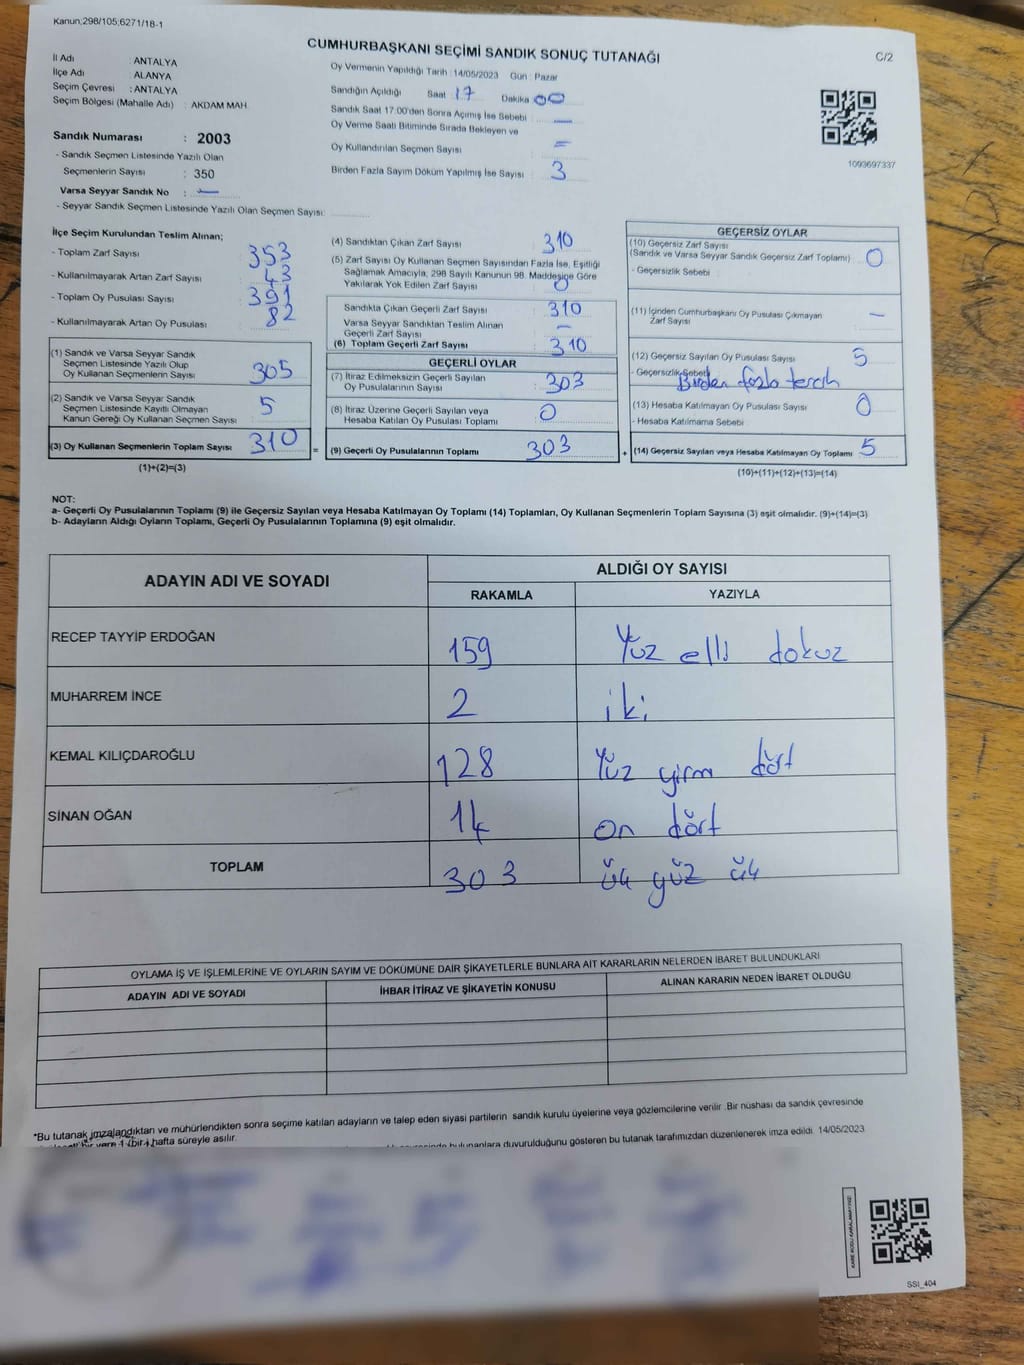 Kanun;298/105;6271/18-1
CUMHURBAŞKANI SEÇİMİ SANDIK SONUÇ TUTANAĞI
C/2
İl Adı : ANTALYA
İlçe Adı : ALANYA
Seçim Çevresi : ANTALYA
Seçim Bölgesi (Mahalle Adı) : AKDAM MAH.
Sandık Numarası : 2003
- Sandık Seçmen Listesinde Yazılı Olan
Seçmenlerin Sayısı : 350
Varsa Seyyar Sandık No : —
- Seyyar Sandık Seçmen Listesinde Yazılı Olan Seçmen Sayısı:
Oy Vermenin Yapıldığı Tarih : 14/05/2023 Gün : Pazar
Sandığın Açıldığı Saat 17 Dakika 00
Sandık Saat 17:00'den Sonra Açımış İse Sebebi : —
Oy Verme Saati Bitiminde Sırada Bekleyen ve
Oy Kullandırılan Seçmen Sayısı : =
Birden Fazla Sayım Döküm Yapılmış İse Sayısı : 3
1093697337
İlçe Seçim Kurulundan Teslim Alınan;
- Toplam Zarf Sayısı : 353
- Kullanılmayarak Artan Zarf Sayısı : 43
- Toplam Oy Pusulası Sayısı : 391
- Kullanılmayarak Artan Oy Pusulası : 82
(1) Sandık ve Varsa Seyyar Sandık
Seçmen Listesinde Yazılı Olup
Oy Kullanan Seçmenlerin Sayısı : 305
(2) Sandık ve Varsa Seyyar Sandık
Seçmen Listesinde Kayıtlı Olmayan
Kanun Gereği Oy Kullanan Seçmen Sayısı : 5
(3) Oy Kullanan Seçmenlerin Toplam Sayısı : 310
(1)+(2)=(3)
(4) Sandıktan Çıkan Zarf Sayısı : 310
(5) Zarf Sayısı Oy Kullanan Seçmen Sayısından Fazla İse, Eşitliği
Sağlamak Amacıyla, 298 Sayılı Kanunun 98. Maddesine Göre
Yakılarak Yok Edilen Zarf Sayısı : 0
Sandıkta Çıkan Geçerli Zarf Sayısı : 310
Varsa Seyyar Sandıktan Teslim Alınan
Geçerli Zarf Sayısı : —
(6) Toplam Geçerli Zarf Sayısı : 310
GEÇERLİ OYLAR
(7) İtiraz Edilmeksizin Geçerli Sayılan
Oy Pusulalarının Sayısı : 303
(8) İtiraz Üzerine Geçerli Sayılan veya
Hesaba Katılan Oy Pusulası Toplamı : 0
= (9) Geçerli Oy Pusulalarının Toplamı : 303
GEÇERSİZ OYLAR
(10) Geçersiz Zarf Sayısı
(Sandık ve Varsa Seyyar Sandık Geçersiz Zarf Toplamı) : 0
- Geçersizlik Sebebi :
(11) İçinden Cumhurbaşkanı Oy Pusulası Çıkmayan
Zarf Sayısı : —
(12) Geçersiz Sayılan Oy Pusulası Sayısı : 5
- Geçersizlik Sebebi : Birden fazla tercih
(13) Hesaba Katılmayan Oy Pusulası Sayısı : 0
- Hesaba Katılmama Sebebi
+ (14) Geçersiz Sayılan veya Hesaba Katılmayan Oy Toplamı : 5
(10)+(11)+(12)+(13)=(14)
NOT:
a- Geçerli Oy Pusulalarının Toplamı (9) ile Geçersiz Sayılan veya Hesaba Katılmayan Oy Toplamı (14) Toplamları, Oy Kullanan Seçmenlerin Toplam Sayısına (3) eşit olmalıdır. (9)+(14)=(3)
b- Adayların Aldığı Oyların Toplamı, Geçerli Oy Pusulalarının Toplamına (9) eşit olmalıdır.
ADAYIN ADI VE SOYADI
ALDIĞI OY SAYISI
RAKAMLA YAZIYLA
RECEP TAYYİP ERDOĞAN 159 Yüz elli dokuz
MUHARREM İNCE 2 iki
KEMAL KILIÇDAROĞLU 128 Yüz yirm dört
SİNAN OĞAN 14 on dört
TOPLAM 303 üç yüz üç
OYLAMA İŞ VE İŞLEMLERİNE VE OYLARIN SAYIM VE DÖKÜMÜNE DAİR ŞİKAYETLERLE BUNLARA AİT KARARLARIN NELERDEN İBARET BULUNDUKLARI
ADAYIN ADI VE SOYADI İHBAR İTİRAZ VE ŞİKAYETİN KONUSU ALINAN KARARIN NEDEN İBARET OLDUĞU
*Bu tutanak imzalandıktan ve mühürlendikten sonra seçime katılan adayların ve talep eden siyasi partilerin sandık kurulu üyelerine veya gözlemcilerine verilir .Bir nüshası da sandık çevresinde
bir yere 1 (bir) hafta süreyle asılır.
bulunanlara duyurulduğunu gösteren bu tutanak tarafımızdan düzenlenerek imza edildi. 14/05/2023
SSI_404